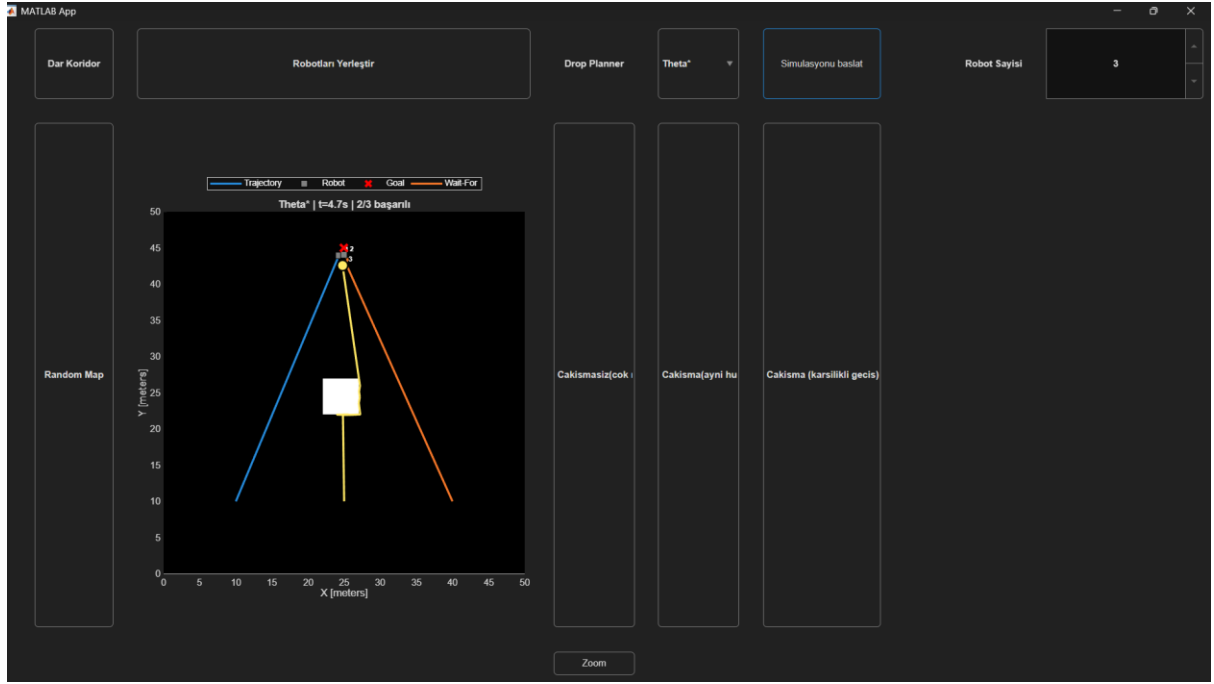 MATLAB App
Dar Koridor
Robotları Yerleştir
Drop Planner
Theta*
Simulasyonu baslat
Robot Sayisi
3
Random Map
Trajectory Robot Goal Wait-For
Theta* | t=4.7s | 2/3 başarılı
50
45
40
35
30
25
20
15
10
5
0
Y [meters]
2
3
0 5 10 15 20 25 30 35 40 45 50
X [meters]
Cakismasiz(cok
Cakisma(ayni hu
Cakisma (karsilikli gecis)
Zoom